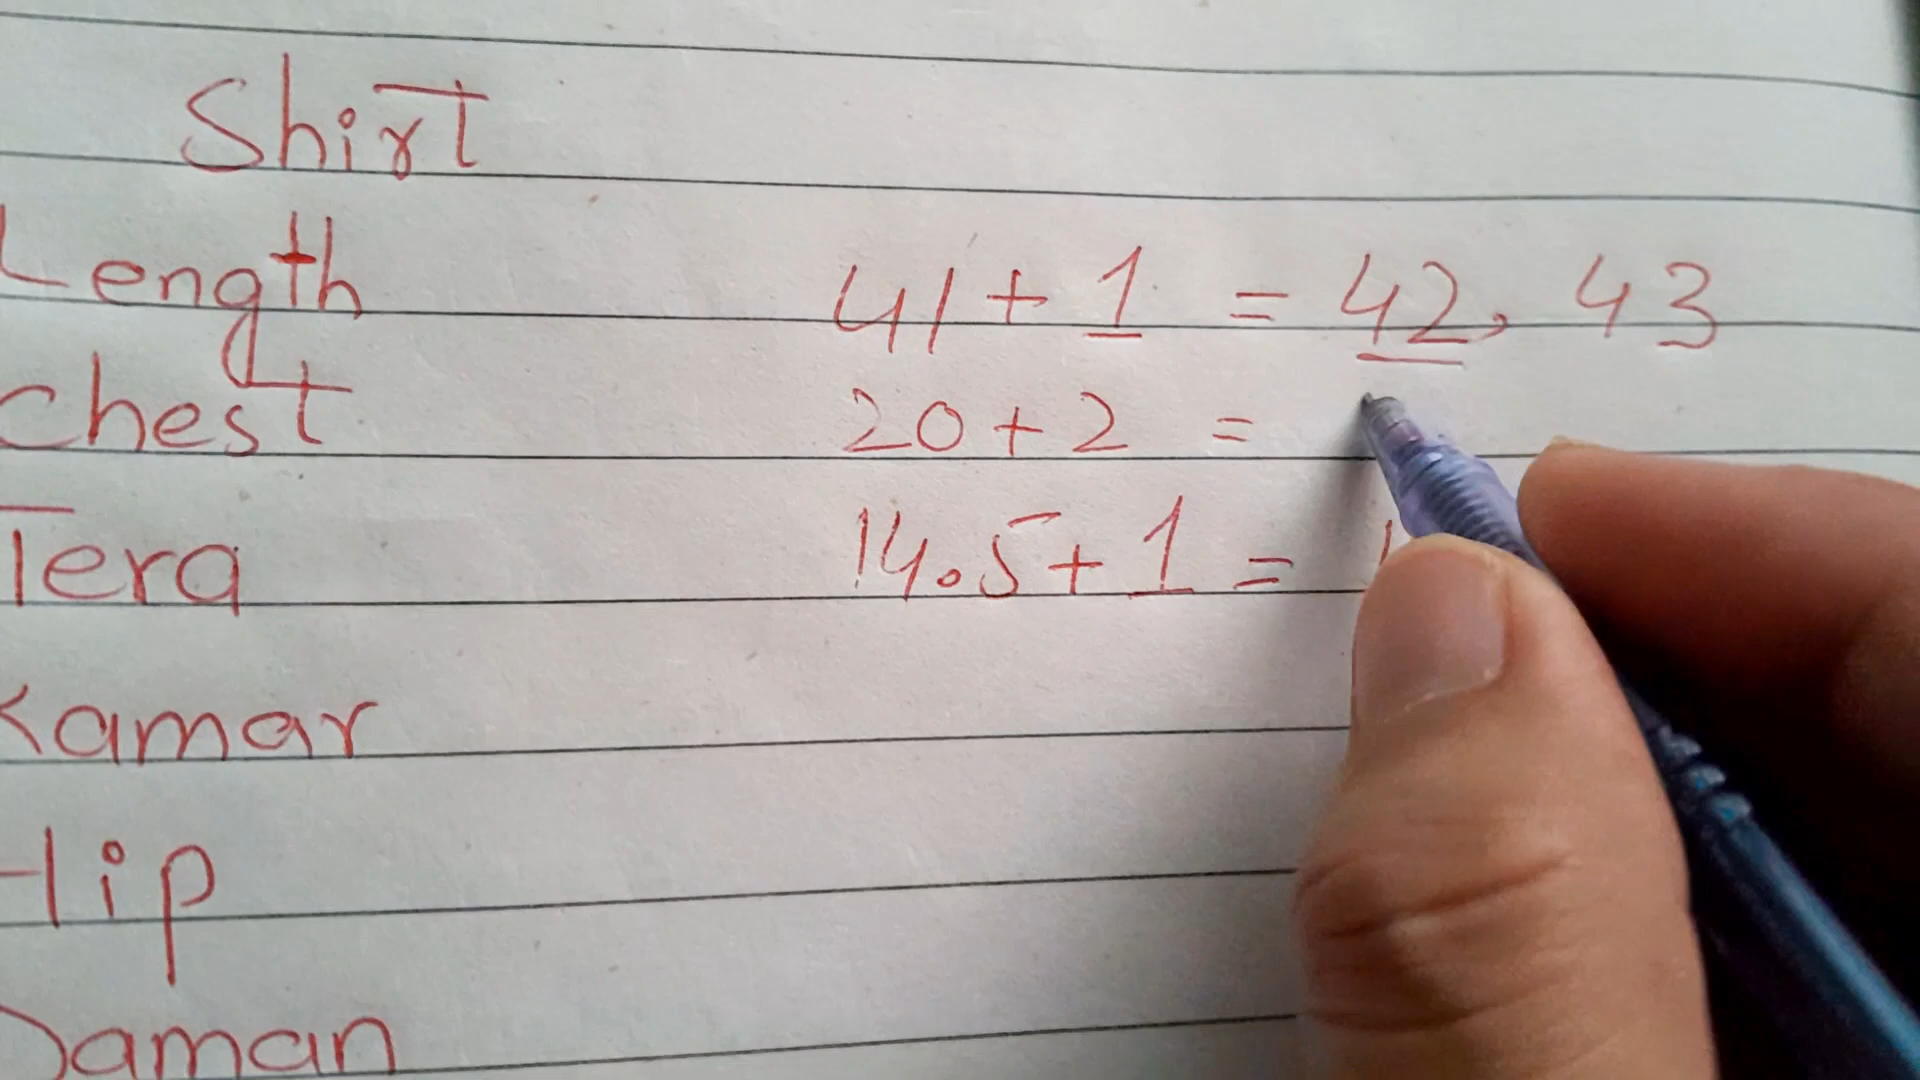 Shirt
Length 41 + 1 = 42, 43
chest 20 + 2 =
Tera 14.5 + 1 =
Kamar
Hip
Daman